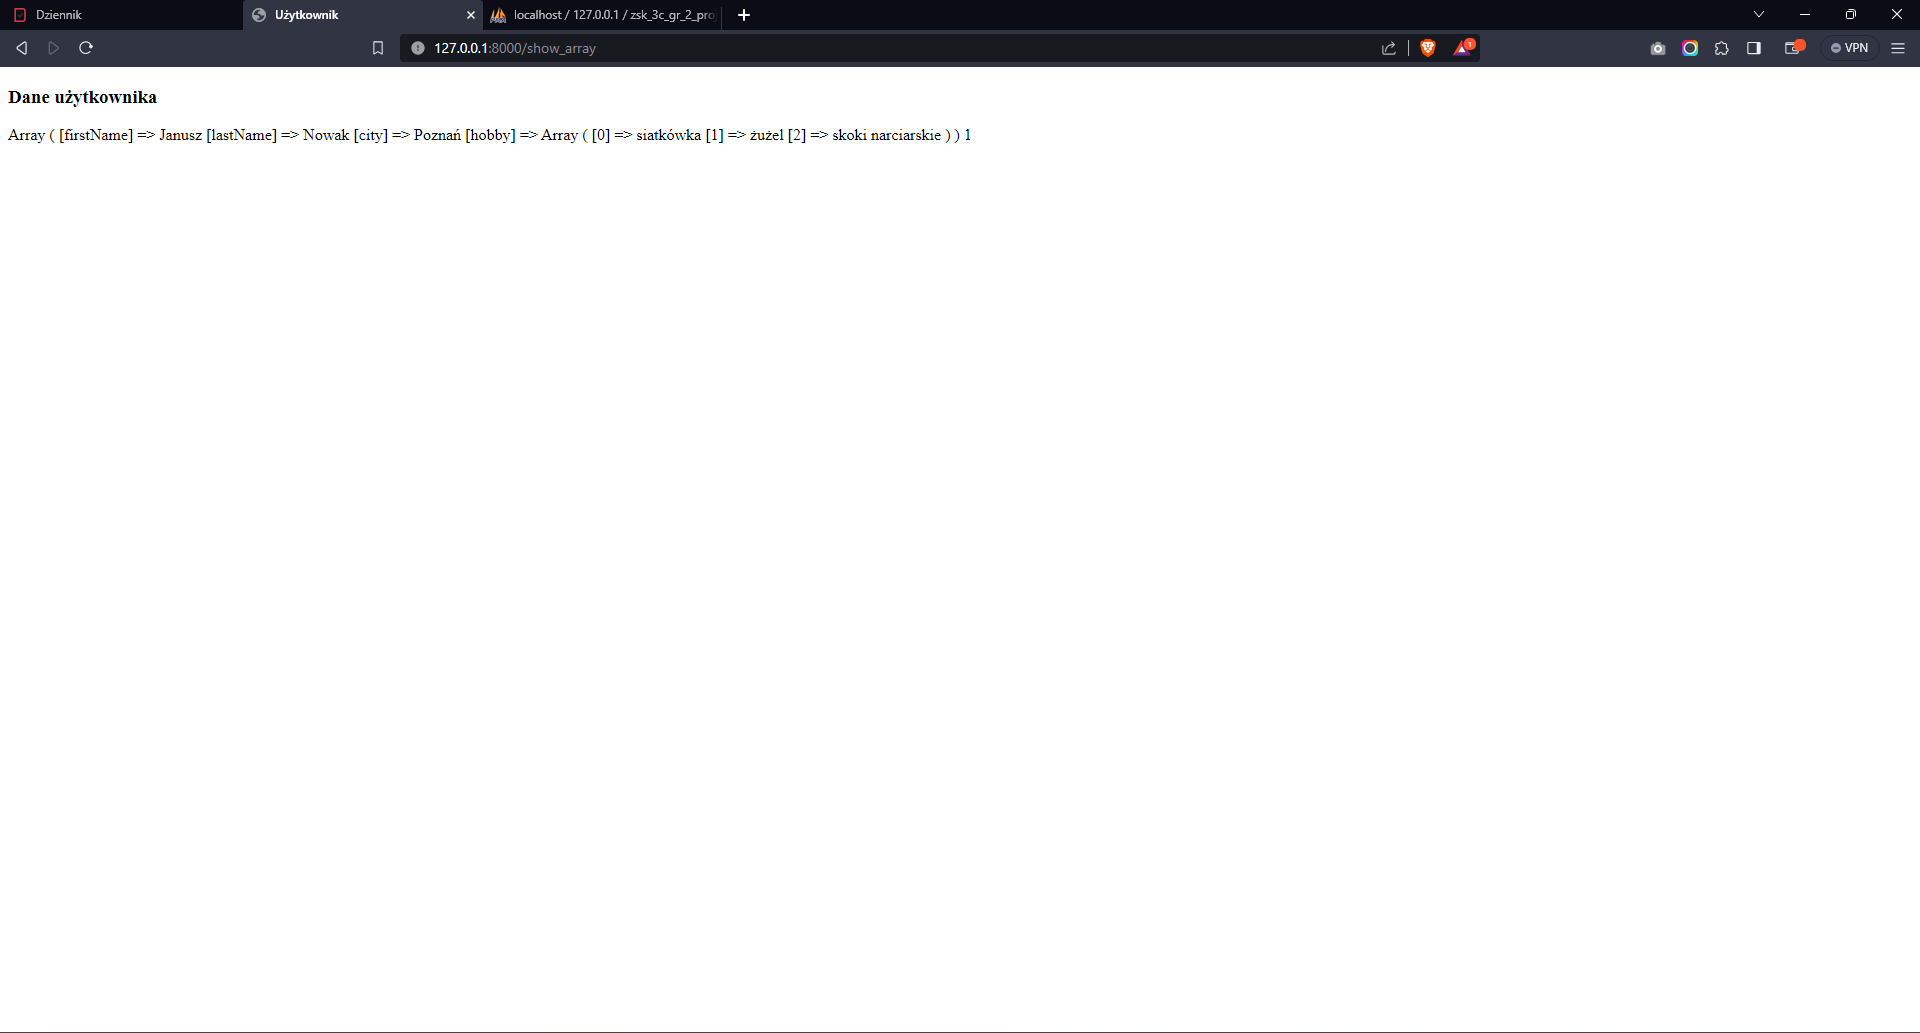 Dziennik
Użytkownik
localhost / 127.0.0.1 / zsk_3c_gr_2_pro
127.0.0.1:8000/show_array
1
VPN
Dane użytkownika
Array ( [firstName] => Janusz [lastName] => Nowak [city] => Poznań [hobby] => Array ( [0] => siatkówka [1] => żużel [2] => skoki narciarskie ) ) 1